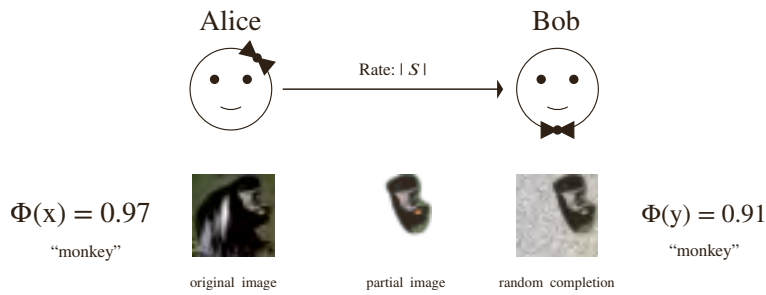 Alice
Bob
Rate: | S |
Φ(x) = 0.97
“monkey”
Φ(y) = 0.91
“monkey”
original image
partial image
random completion